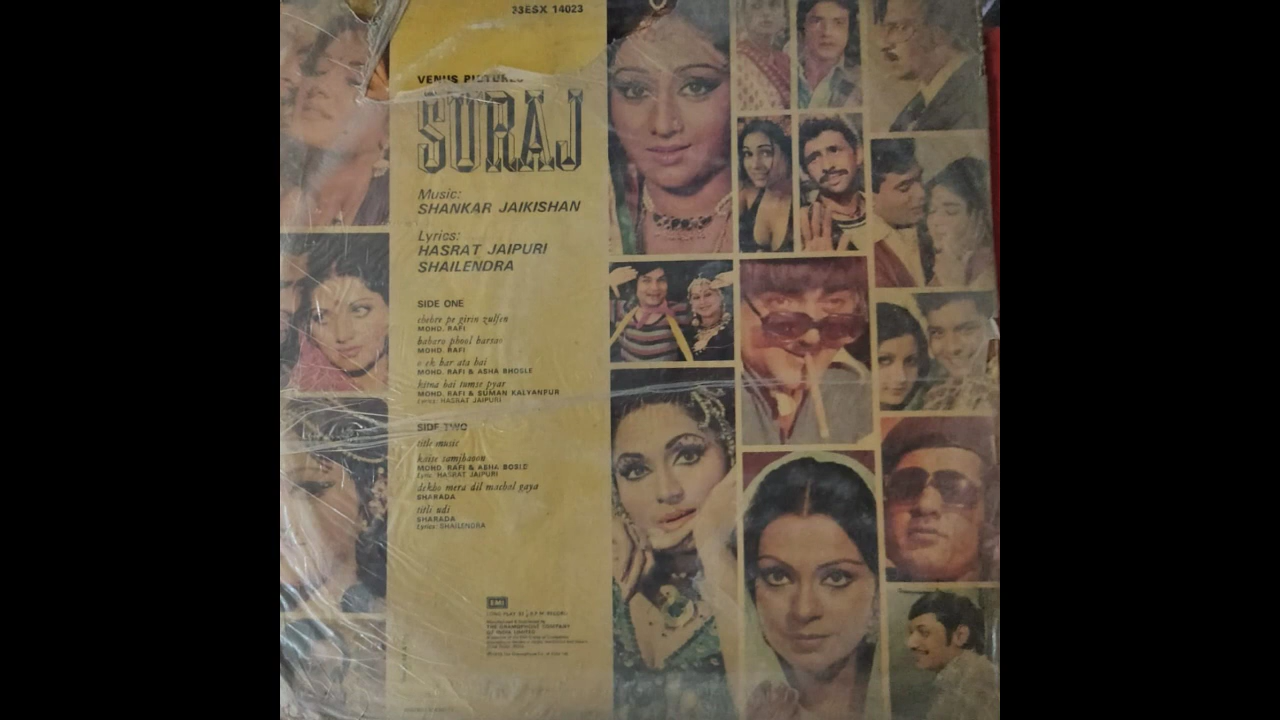 33ESX 14023
VENUS PICTURES
SURAJ
Music:
SHANKAR JAIKISHAN
Lyrics:
HASRAT JAIPURI
SHAILENDRA
SIDE ONE
chehre pe girin zulfen
MOHD. RAFI
baharo phool barsao
MOHD. RAFI
o ek bar ata hai
MOHD. RAFI & ASHA BHOSLE
kitna hai tumse pyar
MOHD. RAFI & SUMAN KALYANPUR
Lyrics: HASRAT JAIPURI
SIDE TWO
title music
kaise samjhaoon
MOHD. RAFI & ASHA BOSLE
Lyric: HASRAT JAIPURI
dekho mera dil machal gaya
SHARADA
titli udi
SHARADA
Lyrics: SHAILENDRA
EMI
THE GRAMOPHONE COMPANY
OF INDIA LIMITED